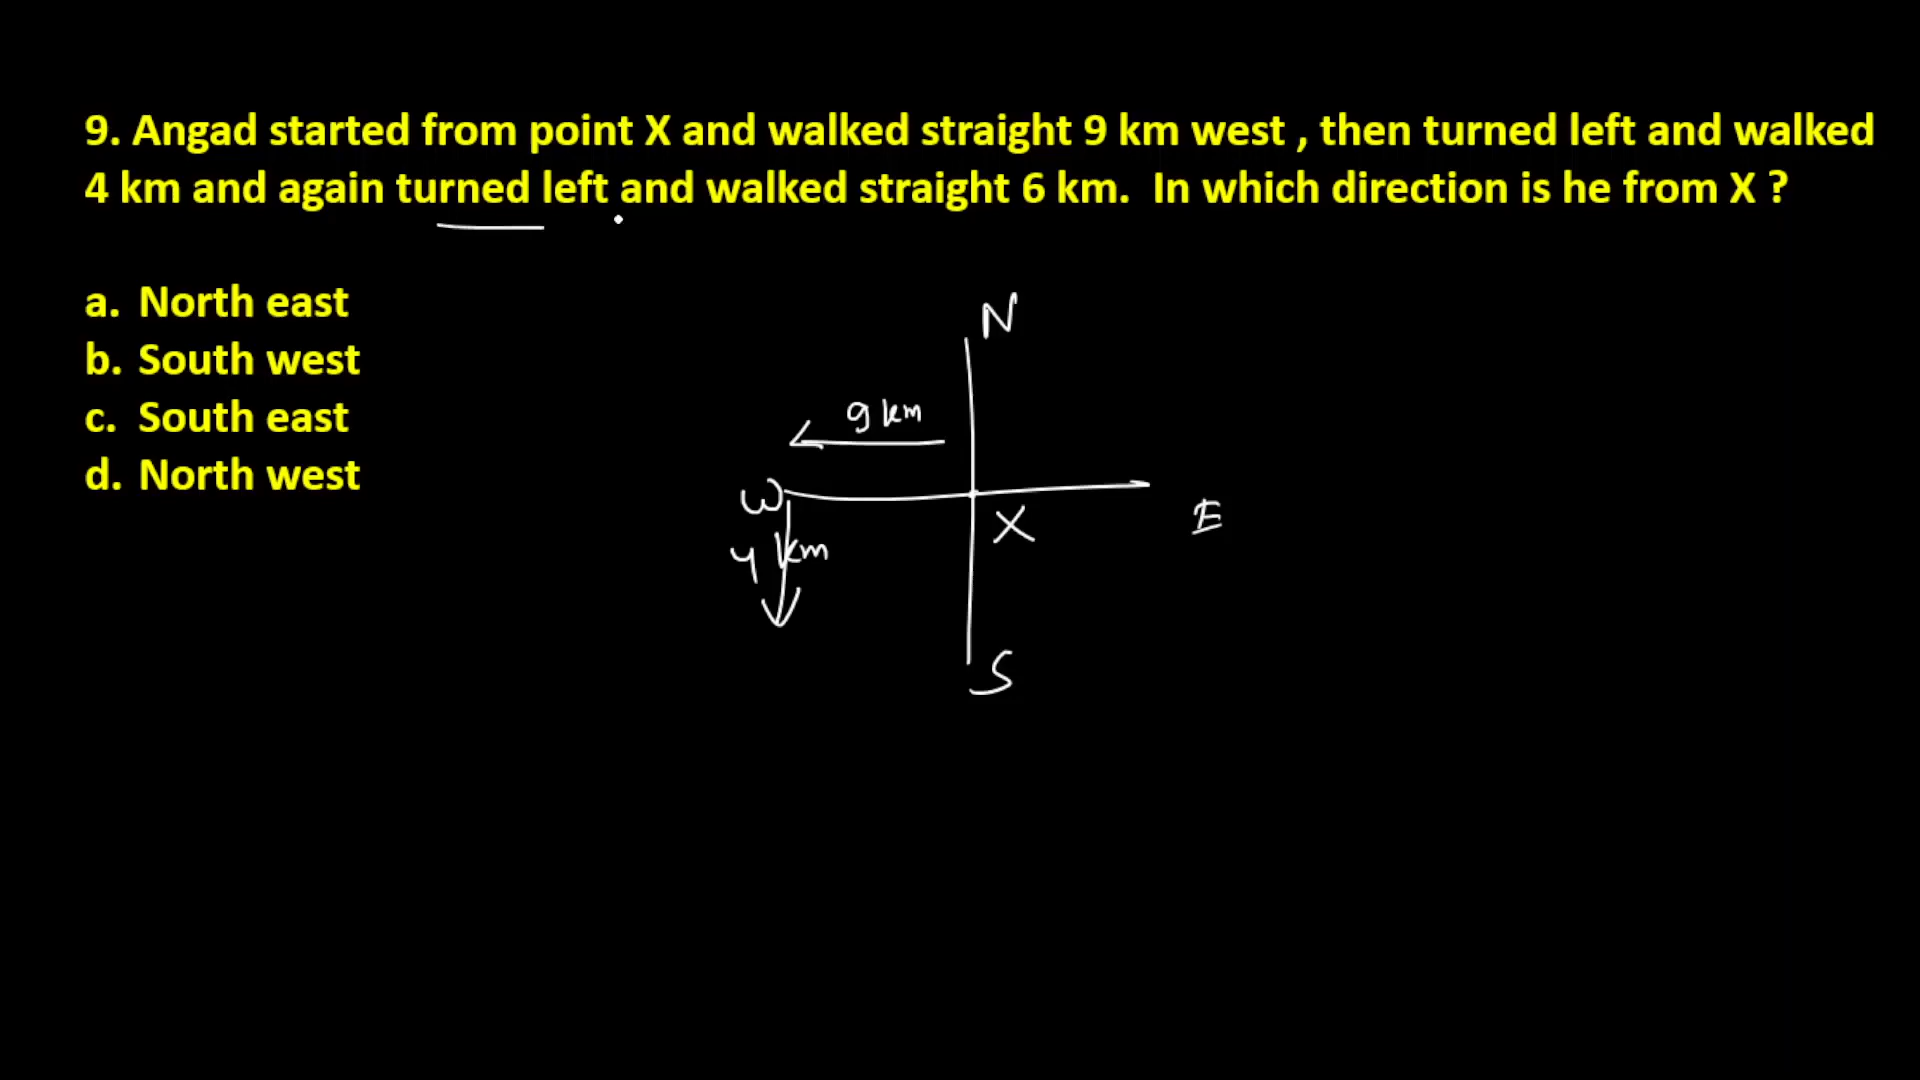 9. Angad started from point X and walked straight 9 km west , then turned left and walked
4 km and again turned left and walked straight 6 km. In which direction is he from X ?
a. North east
b. South west
c. South east
d. North west
N
9 km
W
X
E
4 km
S